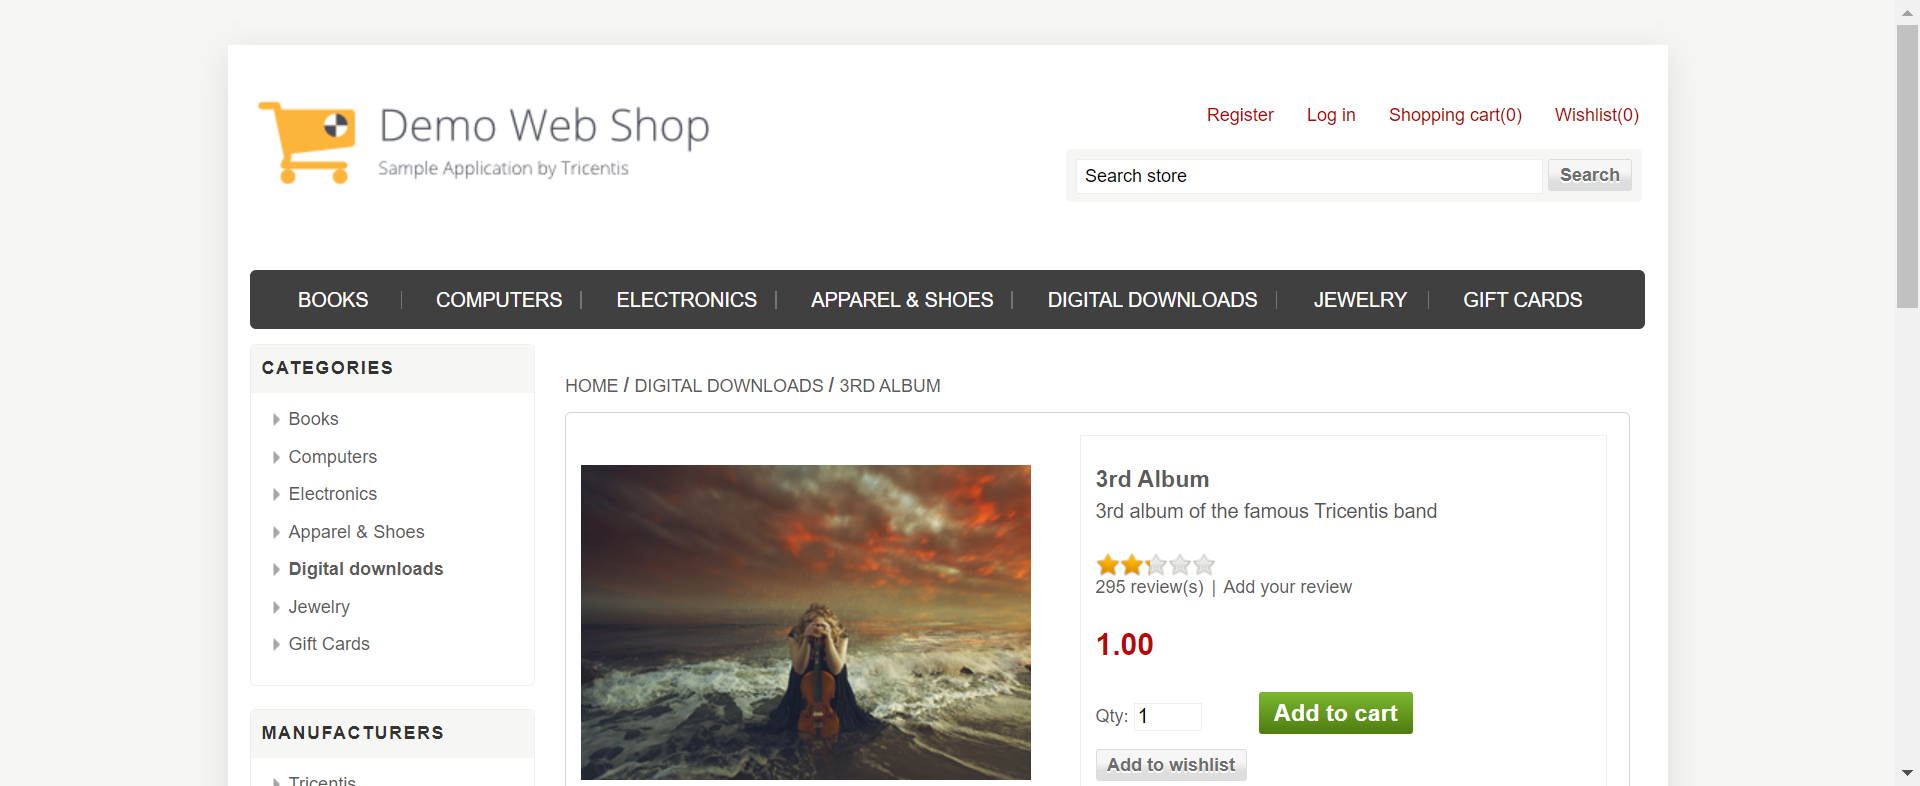 Demo Web Shop
Sample Application by Tricentis
Register Log in Shopping cart(0) Wishlist(0)
Search store Search
BOOKS COMPUTERS ELECTRONICS APPAREL & SHOES DIGITAL DOWNLOADS JEWELRY GIFT CARDS
CATEGORIES
Books
Computers
Electronics
Apparel & Shoes
Digital downloads
Jewelry
Gift Cards
MANUFACTURERS
Tricentis
HOME / DIGITAL DOWNLOADS / 3RD ALBUM
3rd Album
3rd album of the famous Tricentis band
295 review(s) | Add your review
1.00
Qty: 1 Add to cart
Add to wishlist